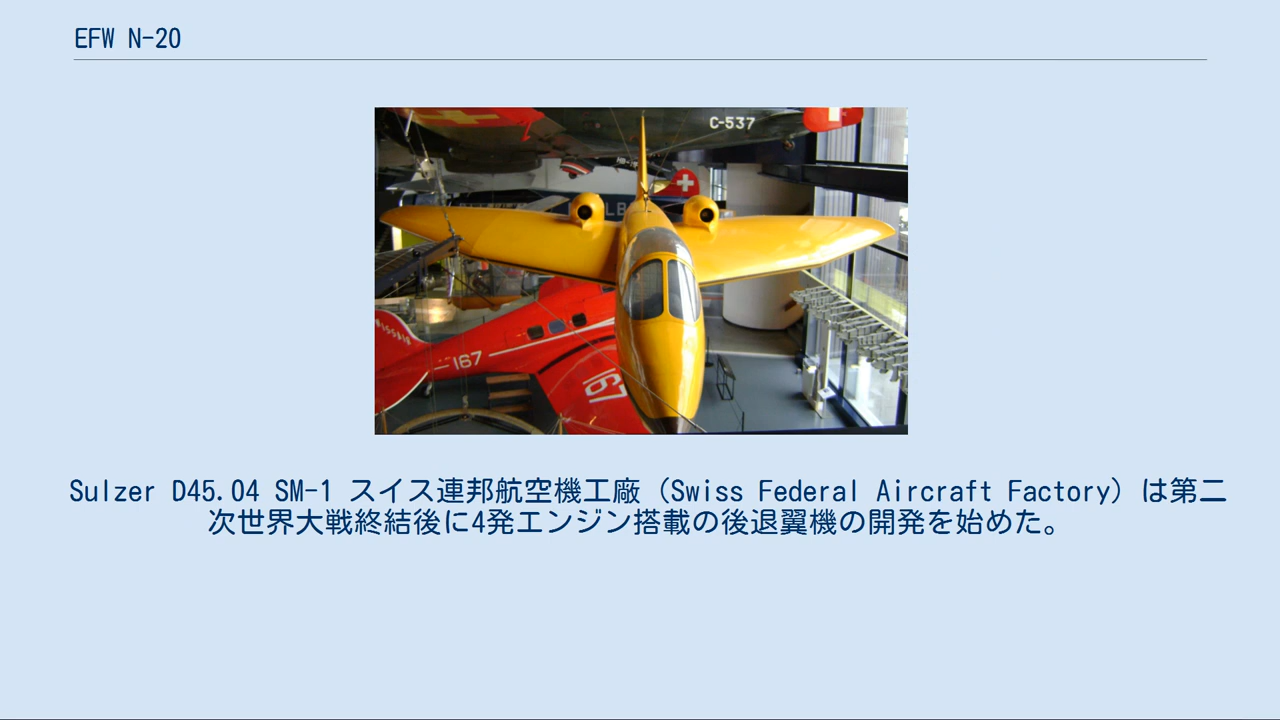 EFW N-20
C-537
167
167
Sulzer D45.04 SM-1 スイス連邦航空機工廠（Swiss Federal Aircraft Factory）は第二
次世界大戦終結後に4発エンジン搭載の後退翼機の開発を始めた。